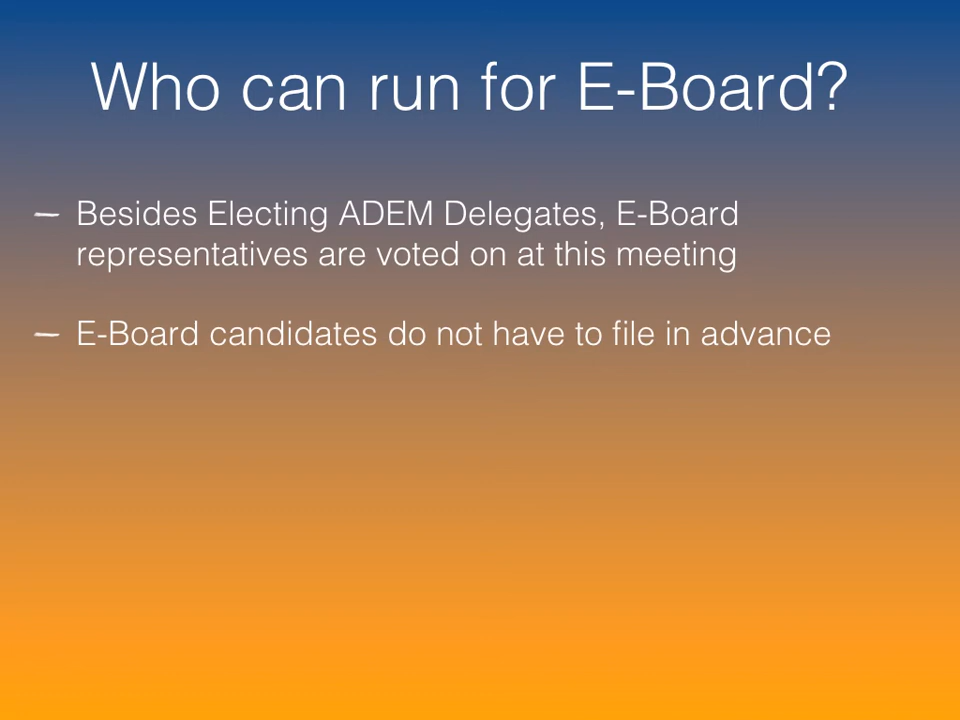 Who can run for E-Board?
— Besides Electing ADEM Delegates, E-Board
representatives are voted on at this meeting
— E-Board candidates do not have to file in advance